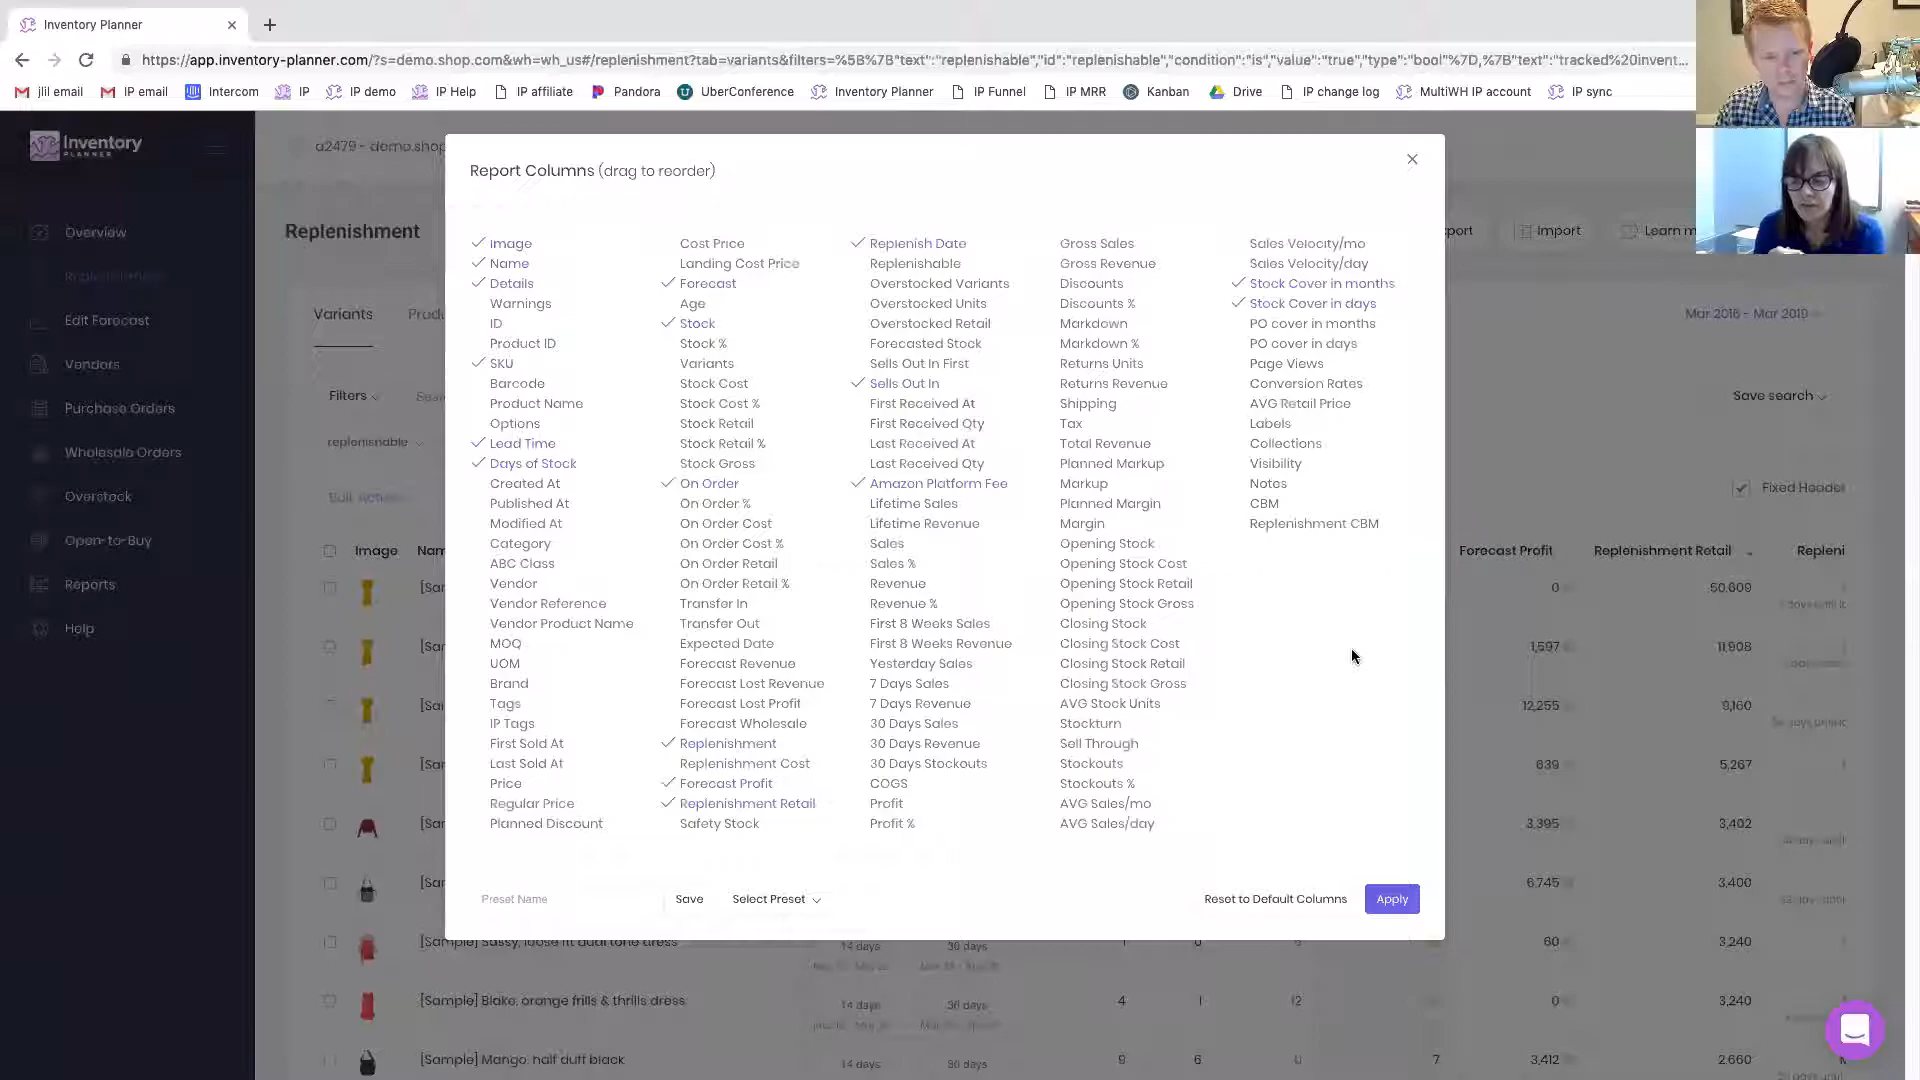 Inventory Planner
https://app.inventory-planner.com/?s=demo.shop.com&wh=wh_us#/replenishment?tab=variants&filters=%5B%7B"text":"replenishable","id":"replenishable","condition":"is","value":"true","type":"bool"%7D,%7B"text":"tracked%20invent...
jlil email IP email Intercom IP IP demo IP Help IP affiliate Pandora UberConference Inventory Planner IP Funnel IP MRR Kanban Drive IP change log MultiWH IP account IP sync
Inventory
PLANNER
a2479 - demo.shop
Overview
Replenishment
Edit Forecast
Vendors
Purchase Orders
Wholesale Orders
Overstock
Open-to-Buy
Reports
Help
Replenishment
Import
Learn m
Variants
Mar 2016 - Mar 2019
Filters
Save search
replenishable
Fixed Header
Report Columns (drag to reorder)
Image
Name
Details
Warnings
ID
Product ID
SKU
Barcode
Product Name
Options
Lead Time
Days of Stock
Created At
Published At
Modified At
Category
ABC Class
Vendor
Vendor Reference
Vendor Product Name
MOQ
UOM
Brand
Tags
IP Tags
First Sold At
Last Sold At
Price
Regular Price
Planned Discount
Cost Price
Landing Cost Price
Forecast
Age
Stock
Stock %
Variants
Stock Cost
Stock Cost %
Stock Retail
Stock Retail %
Stock Gross
On Order
On Order %
On Order Cost
On Order Cost %
On Order Retail
On Order Retail %
Transfer In
Transfer Out
Expected Date
Forecast Revenue
Forecast Lost Revenue
Forecast Lost Profit
Forecast Wholesale
Replenishment
Replenishment Cost
Forecast Profit
Replenishment Retail
Safety Stock
Replenish Date
Replenishable
Overstocked Variants
Overstocked Units
Overstocked Retail
Forecasted Stock
Sells Out In First
Sells Out In
First Received At
First Received Qty
Last Received At
Last Received Qty
Amazon Platform Fee
Lifetime Sales
Lifetime Revenue
Sales
Sales %
Revenue
Revenue %
First 8 Weeks Sales
First 8 Weeks Revenue
Yesterday Sales
7 Days Sales
7 Days Revenue
30 Days Sales
30 Days Revenue
30 Days Stockouts
COGS
Profit
Profit %
Gross Sales
Gross Revenue
Discounts
Discounts %
Markdown
Markdown %
Returns Units
Returns Revenue
Shipping
Tax
Total Revenue
Planned Markup
Markup
Planned Margin
Margin
Opening Stock
Opening Stock Cost
Opening Stock Retail
Opening Stock Gross
Closing Stock
Closing Stock Cost
Closing Stock Retail
Closing Stock Gross
AVG Stock Units
Stockturn
Sell Through
Stockouts
Stockouts %
AVG Sales/mo
AVG Sales/day
Sales Velocity/mo
Sales Velocity/day
Stock Cover in months
Stock Cover in days
PO cover in months
PO cover in days
Page Views
Conversion Rates
AVG Retail Price
Labels
Collections
Visibility
Notes
CBM
Replenishment CBM
Preset Name Save Select Preset Reset to Default Columns Apply
Image Nam Forecast Profit Replenishment Retail Repleni
[Sar 0 50,609
[Sar 1,597 11,908
[Sar 12,255 9,160
[Sar 639 5,267
[Sar 3,395 3,402
[Sar 6,745 3,400
[Sample] Sassy, loose fit dual tone dress 14 days 60 3,240
[Sample] Blake, orange frills & thrills dress 14 days 36 days 4 1 12 0 3,240
[Sample] Mango, half duff black 14 days 30 days 9 6 0 7 3,412 2,660